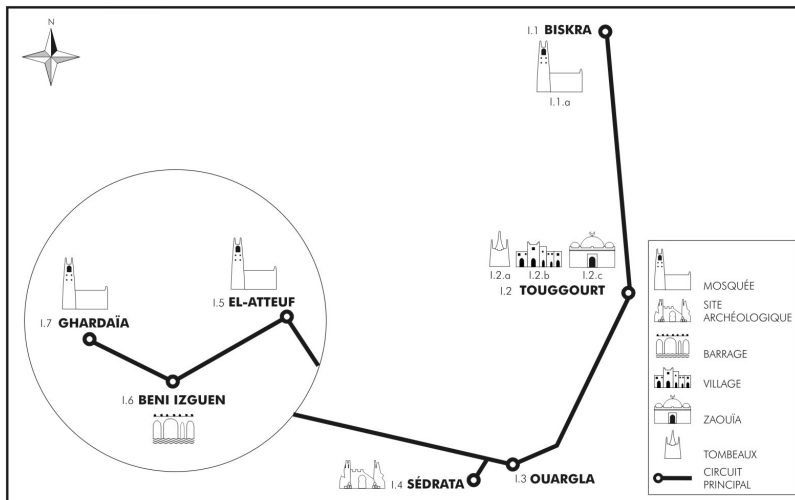 N
I.1 BISKRA
I.1.a
I.2.a
I.2.b
I.2.c
I.2 TOUGGOURT
I.5 EL-ATTEUF
I.7 GHARDAÏA
I.6 BENI IZGUEN
I.4 SÉDRATA
I.3 OUARGLA
MOSQUÉE
SITE
ARCHÉOLOGIQUE
BARRAGE
VILLAGE
ZAOUÏA
TOMBEAUX
CIRCUIT
PRINCIPAL